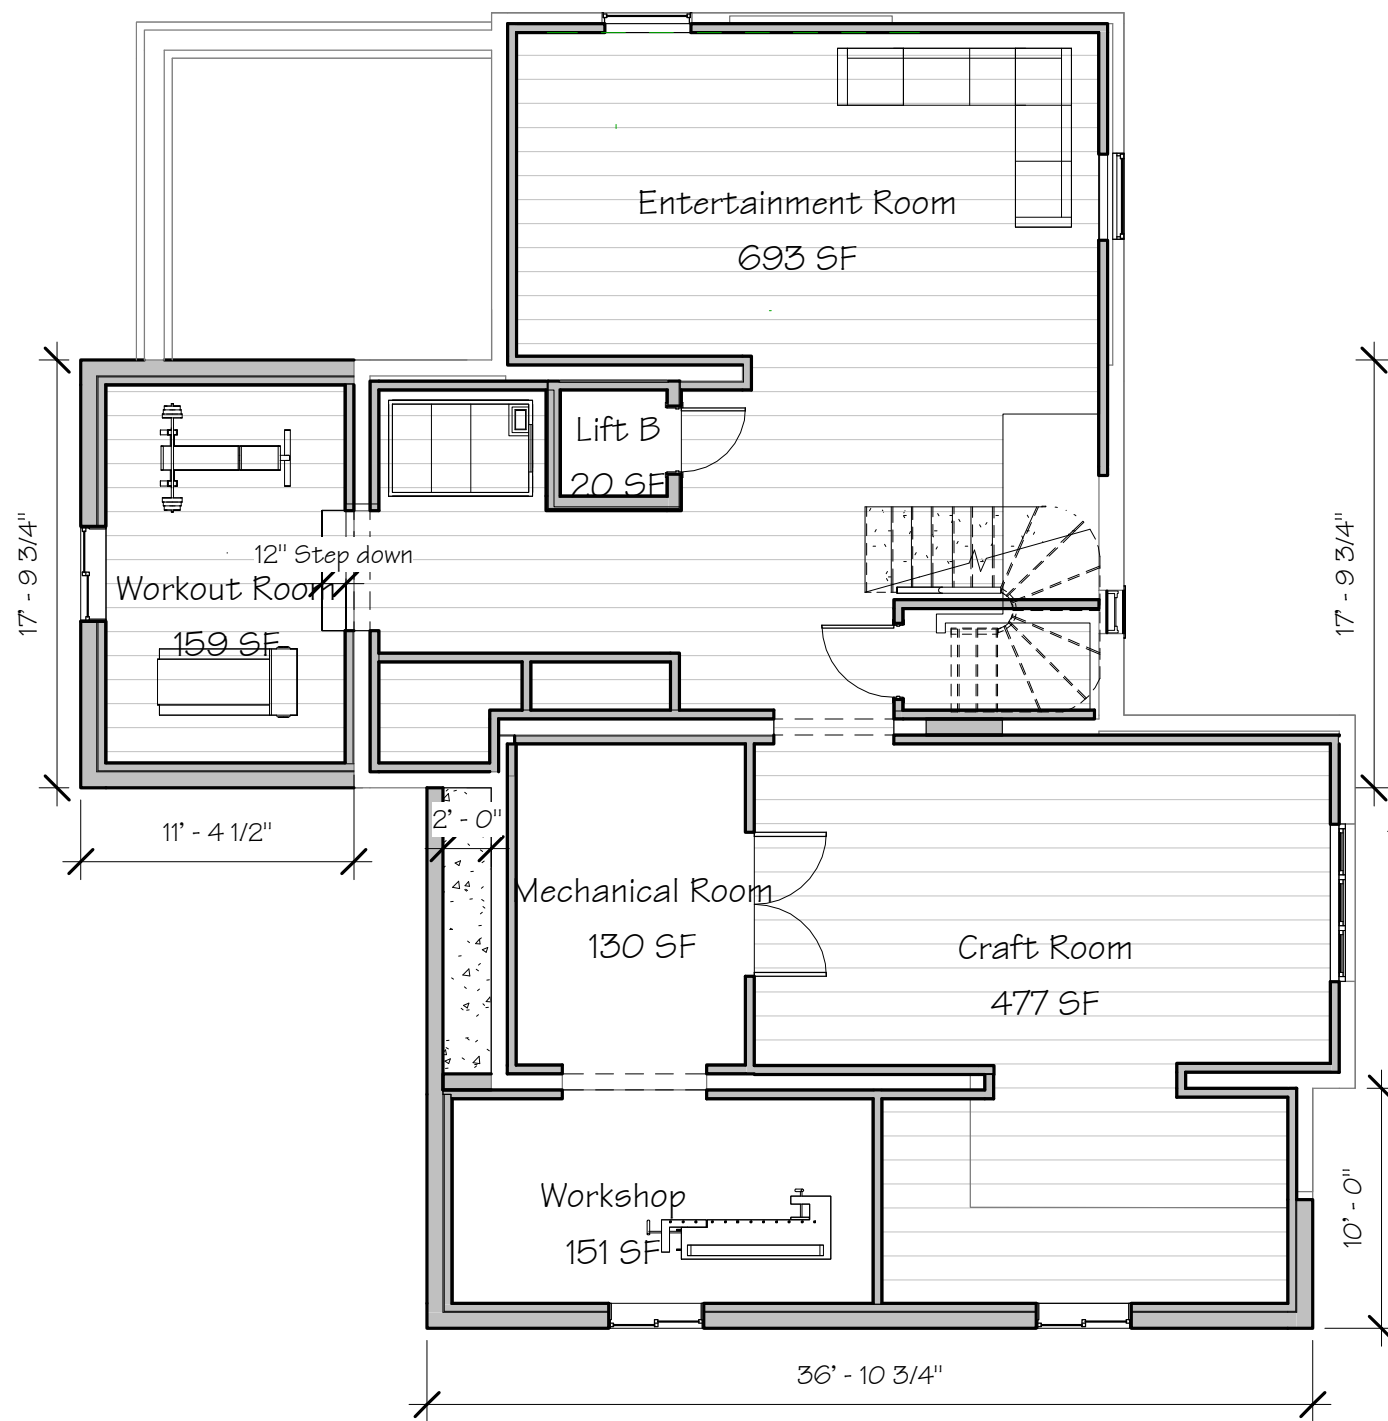 Entertainment Room
693 SF
Lift B
20 SF
12" Step down
Workout Room
159 SF
17' - 9 3/4"
17' - 9 3/4"
11' - 4 1/2"
2' - 0"
Mechanical Room
130 SF
Craft Room
477 SF
Workshop
151 SF
10' - 0"
36' - 10 3/4"